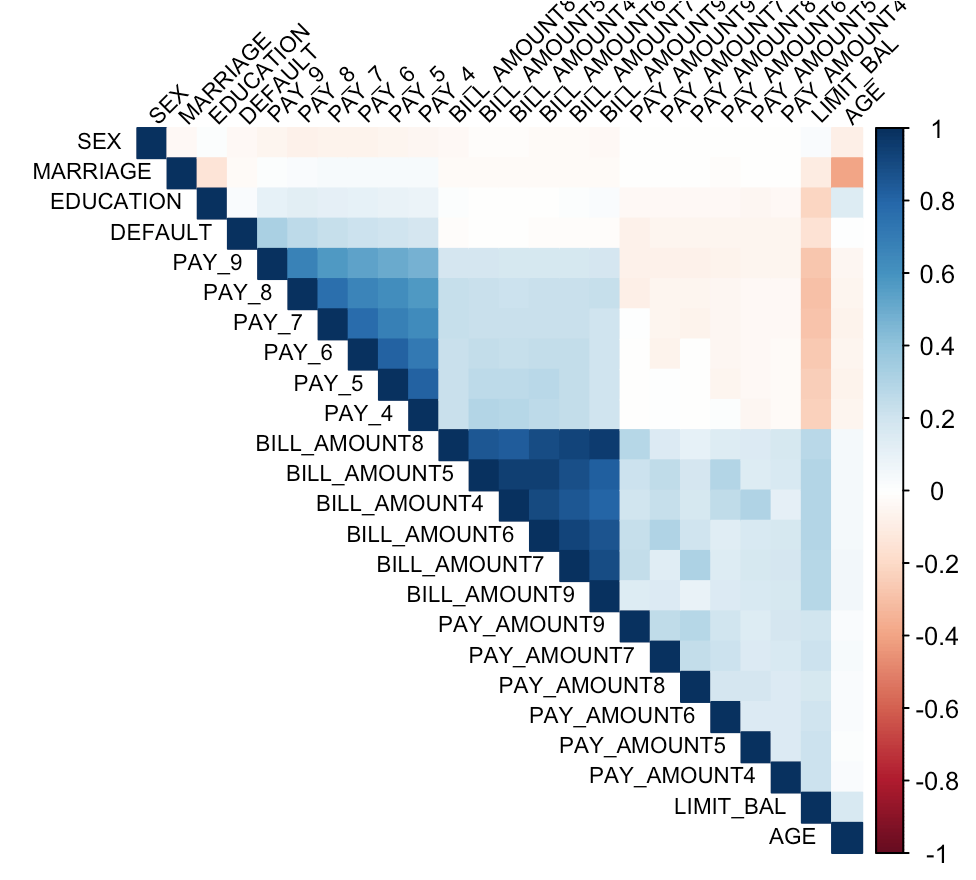 SEX
MARRIAGE
EDUCATION
DEFAULT
PAY_9
PAY_8
PAY_7
PAY_6
PAY_5
PAY_4
BILL_AMOUNT8
BILL_AMOUNT5
BILL_AMOUNT4
BILL_AMOUNT6
BILL_AMOUNT7
BILL_AMOUNT9
PAY_AMOUNT9
PAY_AMOUNT7
PAY_AMOUNT8
PAY_AMOUNT6
PAY_AMOUNT5
PAY_AMOUNT4
LIMIT_BAL
AGE
SEX
MARRIAGE
EDUCATION
DEFAULT
PAY_9
PAY_8
PAY_7
PAY_6
PAY_5
PAY_4
BILL_AMOUNT8
BILL_AMOUNT5
BILL_AMOUNT4
BILL_AMOUNT6
BILL_AMOUNT7
BILL_AMOUNT9
PAY_AMOUNT9
PAY_AMOUNT7
PAY_AMOUNT8
PAY_AMOUNT6
PAY_AMOUNT5
PAY_AMOUNT4
LIMIT_BAL
AGE
1
0.8
0.6
0.4
0.2
0
-0.2
-0.4
-0.6
-0.8
-1